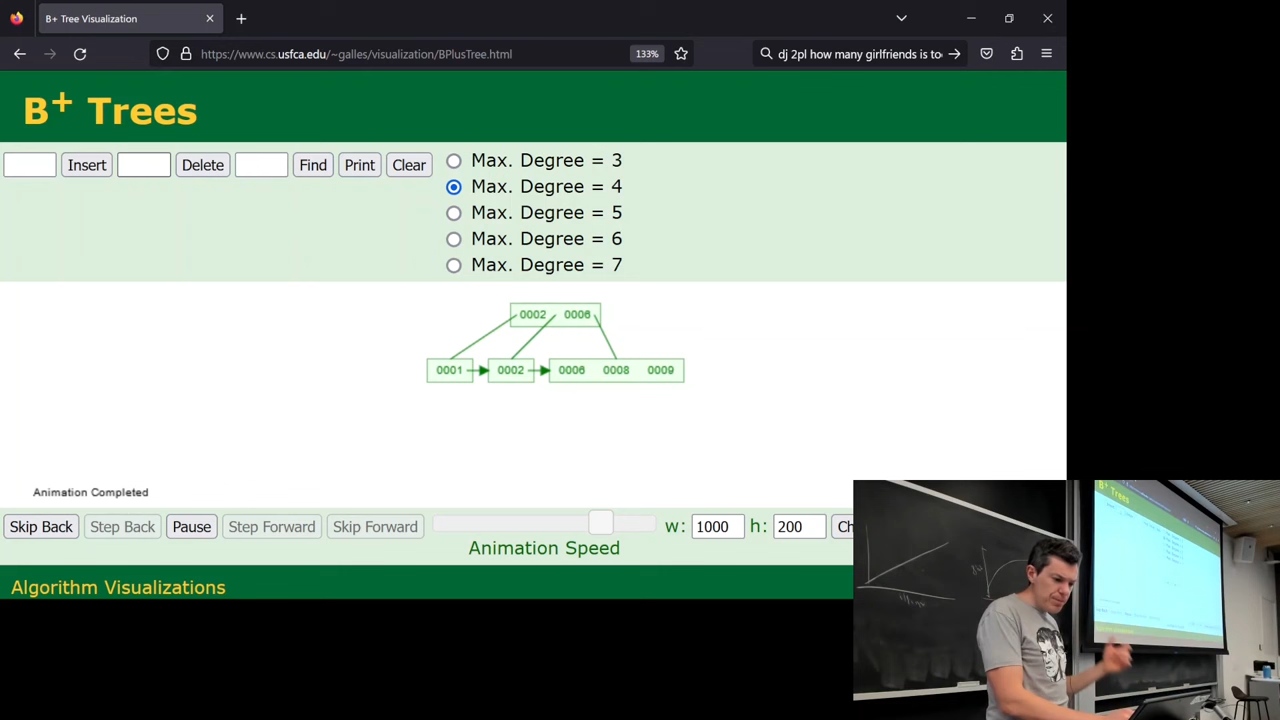 B+ Tree Visualization
https://www.cs.usfca.edu/~galles/visualization/BPlusTree.html
133%
dj 2pl how many girlfriends is to
B+ Trees
Insert Delete Find Print Clear
Max. Degree = 3
Max. Degree = 4
Max. Degree = 5
Max. Degree = 6
Max. Degree = 7
0002 0006
0001 0002 0006 0008 0009
Animation Completed
Skip Back Step Back Pause Step Forward Skip Forward w: 1000 h: 200 Ch
Animation Speed
Algorithm Visualizations
B+ Trees